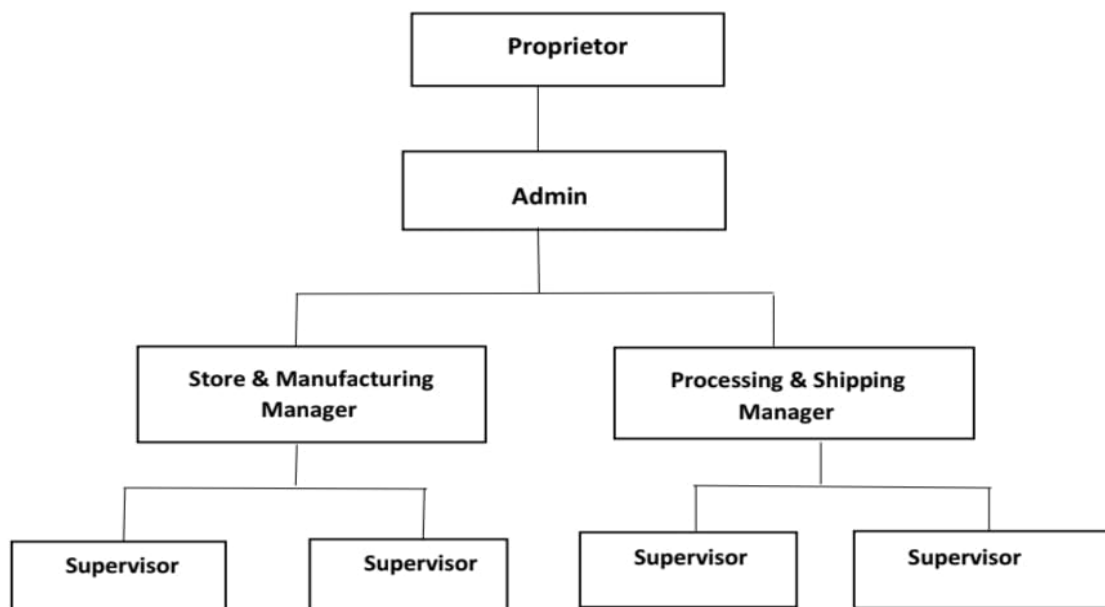 Proprietor
Admin
Store & Manufacturing
Manager
Processing & Shipping
Manager
Supervisor
Supervisor
Supervisor
Supervisor